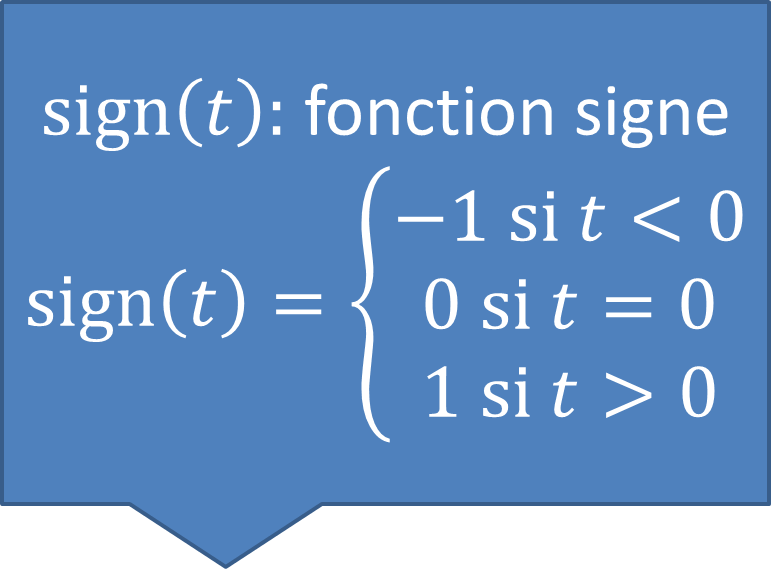 sign(t): fonction signe
sign(t) = {
−1 si t < 0
0 si t = 0
1 si t > 0